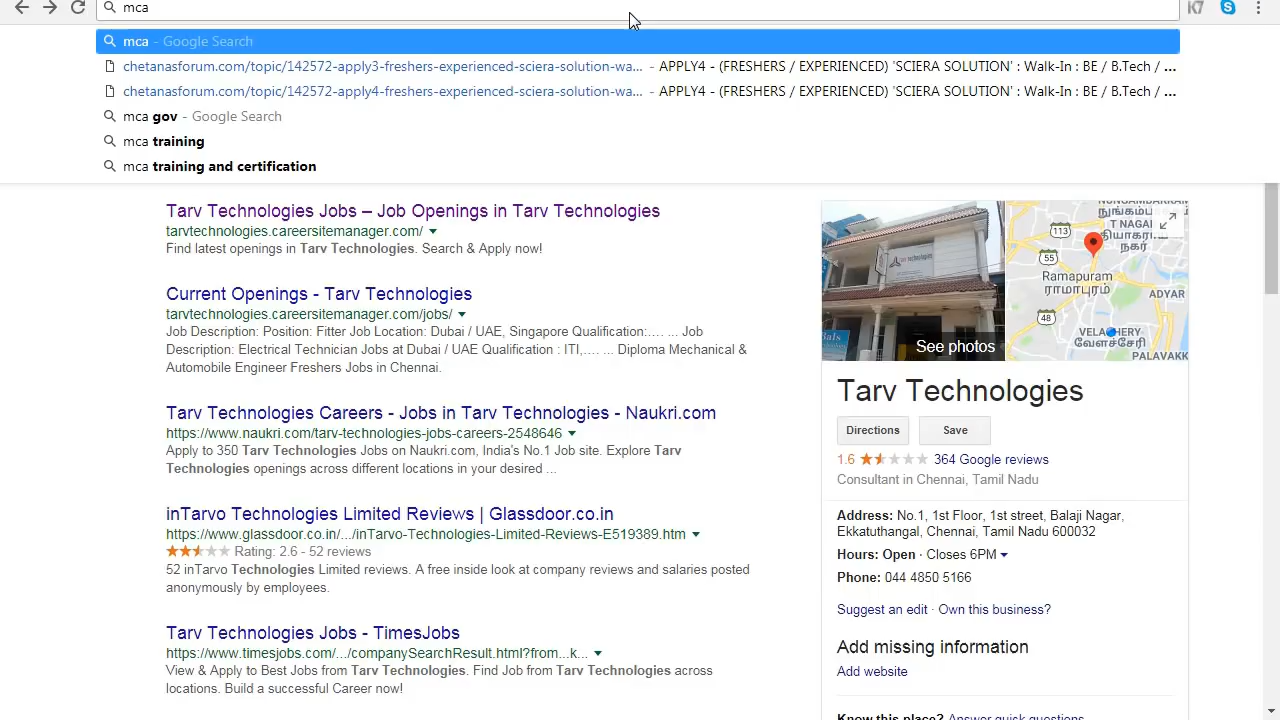 mca
mca - Google Search
chetanasforum.com/topic/142572-apply3-freshers-experienced-sciera-solution-wa... - APPLY4 - (FRESHERS / EXPERIENCED) 'SCIERA SOLUTION' : Walk-In : BE / B.Tech / ...
chetanasforum.com/topic/142572-apply4-freshers-experienced-sciera-solution-wa... - APPLY4 - (FRESHERS / EXPERIENCED) 'SCIERA SOLUTION' : Walk-In : BE / B.Tech / ...
mca gov - Google Search
mca training
mca training and certification
Tarv Technologies Jobs – Job Openings in Tarv Technologies
tarvtechnologies.careersitemanager.com/
Find latest openings in Tarv Technologies. Search & Apply now!
Current Openings - Tarv Technologies
tarvtechnologies.careersitemanager.com/jobs/
Job Description: Position: Fitter Job Location: Dubai / UAE, Singapore Qualification:.... ... Job
Description: Electrical Technician Jobs at Dubai / UAE Qualification : ITI,.... ... Diploma Mechanical &
Automobile Engineer Freshers Jobs in Chennai.
Tarv Technologies Careers - Jobs in Tarv Technologies - Naukri.com
https://www.naukri.com/tarv-technologies-jobs-careers-2548646
Apply to 350 Tarv Technologies Jobs on Naukri.com, India's No.1 Job site. Explore Tarv
Technologies openings across different locations in your desired ...
inTarvo Technologies Limited Reviews | Glassdoor.co.in
https://www.glassdoor.co.in/.../inTarvo-Technologies-Limited-Reviews-E519389.htm
Rating: 2.6 - 52 reviews
52 inTarvo Technologies Limited reviews. A free inside look at company reviews and salaries posted
anonymously by employees.
Tarv Technologies Jobs - TimesJobs
https://www.timesjobs.com/.../companySearchResult.html?from...k...
View & Apply to Best Jobs from Tarv Technologies. Find Job from Tarv Technologies across
locations. Build a successful Career now!
K7
Tarv technologies
See photos
T NAGAR
113
55
Ramapuram
ராமாபுரம்
ADYAR
48
VELACHERY
வேளச்சேரி
PALAVAKK
Tarv Technologies
Directions
Save
1.6 364 Google reviews
Consultant in Chennai, Tamil Nadu
Address: No.1, 1st Floor, 1st street, Balaji Nagar,
Ekkatuthangal, Chennai, Tamil Nadu 600032
Hours: Open · Closes 6PM
Phone: 044 4850 5166
Suggest an edit · Own this business?
Add missing information
Add website
Know this place? Answer quick questions